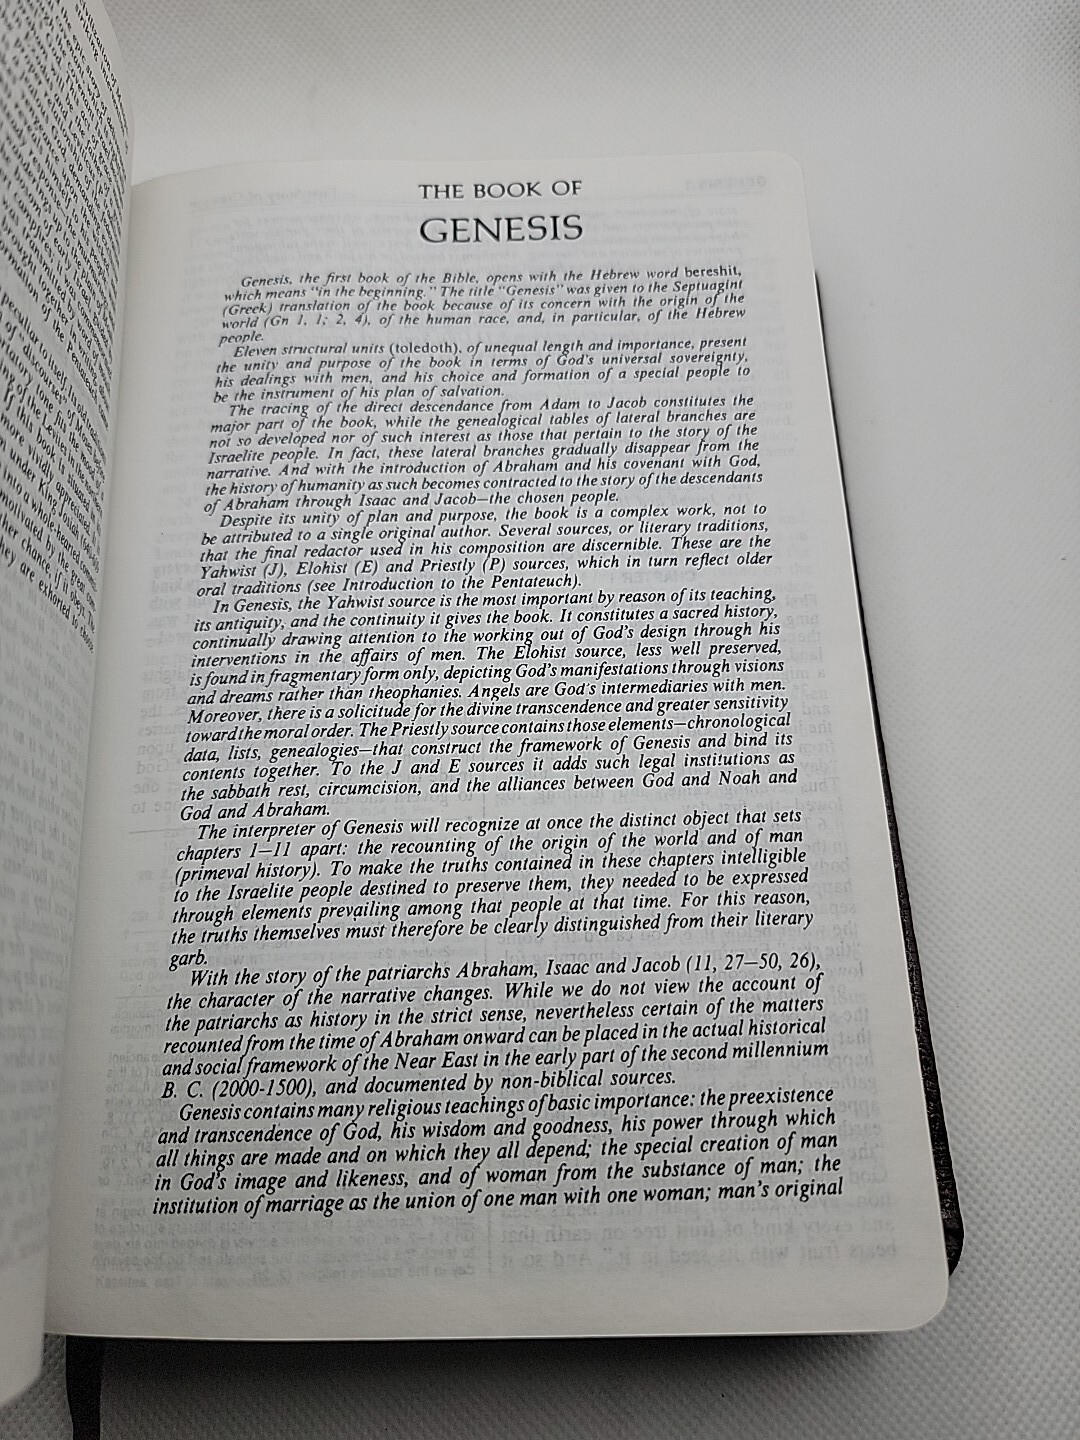 THE BOOK OF
GENESIS
Genesis, the first book of the Bible, opens with the Hebrew word bereshit,
which means "in the beginning." The title "Genesis" was given to the Septuagint
(Greek) translation of the book because of its concern with the origin of the
world (Gn 1, 1; 2, 4), of the human race, and, in particular, of the Hebrew
people.
Eleven structural units (toledoth), of unequal length and importance, present
the unity and purpose of the book in terms of God's universal sovereignty,
his dealings with men, and his choice and formation of a special people to
be the instrument of his plan of salvation.
The tracing of the direct descendance from Adam to Jacob constitutes the
major part of the book, while the genealogical tables of lateral branches are
not so developed nor of such interest as those that pertain to the story of the
Israelite people. In fact, these lateral branches gradually disappear from the
narrative. And with the introduction of Abraham and his covenant with God,
the history of humanity as such becomes contracted to the story of the descendants
of Abraham through Isaac and Jacob—the chosen people.
Despite its unity of plan and purpose, the book is a complex work, not to
be attributed to a single original author. Several sources, or literary traditions,
that the final redactor used in his composition are discernible. These are the
Yahwist (J), Elohist (E) and Priestly (P) sources, which in turn reflect older
oral traditions (see Introduction to the Pentateuch).
In Genesis, the Yahwist source is the most important by reason of its teaching,
its antiquity, and the continuity it gives the book. It constitutes a sacred history,
continually drawing attention to the working out of God's design through his
interventions in the affairs of men. The Elohist source, less well preserved,
is found in fragmentary form only, depicting God's manifestations through visions
and dreams rather than theophanies. Angels are God's intermediaries with men.
Moreover, there is a solicitude for the divine transcendence and greater sensitivity
toward the moral order. The Priestly source contains those elements—chronological
data, lists, genealogies—that construct the framework of Genesis and bind its
contents together. To the J and E sources it adds such legal institutions as
the sabbath rest, circumcision, and the alliances between God and Noah and
God and Abraham.
The interpreter of Genesis will recognize at once the distinct object that sets
chapters 1—11 apart: the recounting of the origin of the world and of man
(primeval history). To make the truths contained in these chapters intelligible
to the Israelite people destined to preserve them, they needed to be expressed
through elements prevailing among that people at that time. For this reason,
the truths themselves must therefore be clearly distinguished from their literary
garb.
With the story of the patriarchs Abraham, Isaac and Jacob (11, 27—50, 26),
the character of the narrative changes. While we do not view the account of
the patriarchs as history in the strict sense, nevertheless certain of the matters
recounted from the time of Abraham onward can be placed in the actual historical
and social framework of the Near East in the early part of the second millennium
B. C. (2000-1500), and documented by non-biblical sources.
Genesis contains many religious teachings of basic importance: the preexistence
and transcendence of God, his wisdom and goodness, his power through which
all things are made and on which they all depend; the special creation of man
in God's image and likeness, and of woman from the substance of man; the
institution of marriage as the union of one man with one woman; man's original